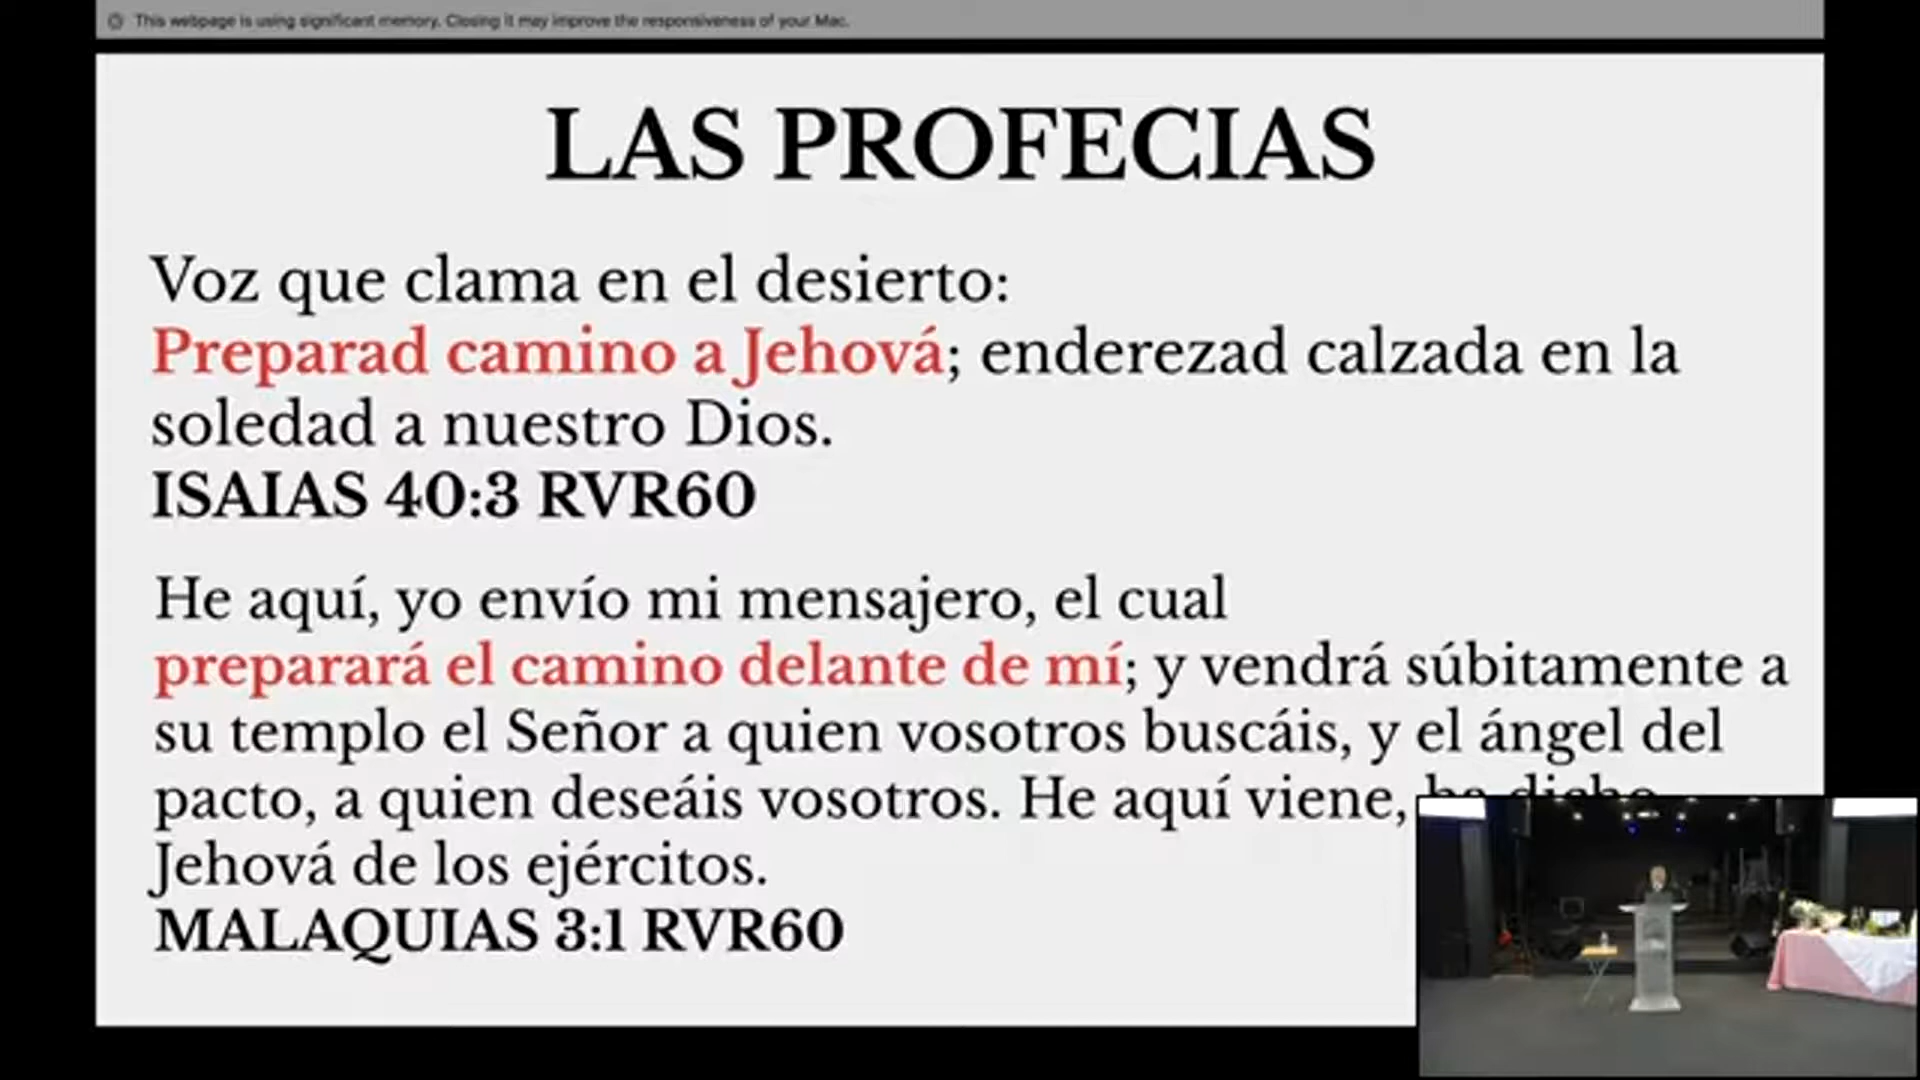 This webpage is using significant memory. Closing it may improve the responsiveness of your Mac.
LAS PROFECIAS
Voz que clama en el desierto:
Preparad camino a Jehová; enderezad calzada en la
soledad a nuestro Dios.
ISAIAS 40:3 RVR60
He aquí, yo envío mi mensajero, el cual
preparará el camino delante de mí; y vendrá súbitamente a
su templo el Señor a quien vosotros buscáis, y el ángel del
pacto, a quien deseáis vosotros. He aquí viene, ha dicho
Jehová de los ejércitos.
MALAQUIAS 3:1 RVR60